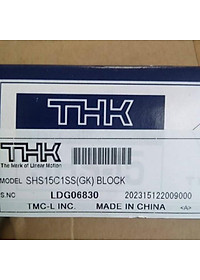 THK
THK
The Mark of Linear Motion
MODEL SHS15C1SS(GK) BLOCK
S.NO LDG06830 202315122009000
TMC-L INC. MADE IN CHINA <A>